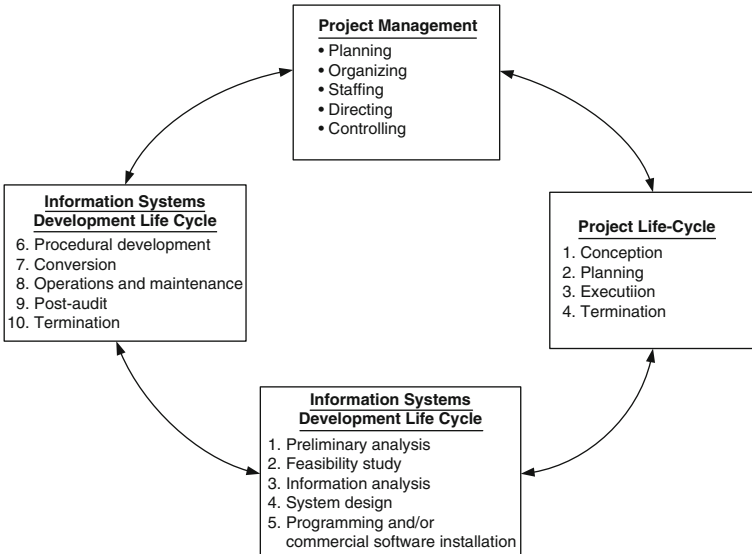 Project Management
• Planning
• Organizing
• Staffing
• Directing
• Controlling
Information Systems
Development Life Cycle
6. Procedural development
7. Conversion
8. Operations and maintenance
9. Post-audit
10. Termination
Project Life-Cycle
1. Conception
2. Planning
3. Executiion
4. Termination
Information Systems
Development Life Cycle
1. Preliminary analysis
2. Feasibility study
3. Information analysis
4. System design
5. Programming and/or
commercial software installation